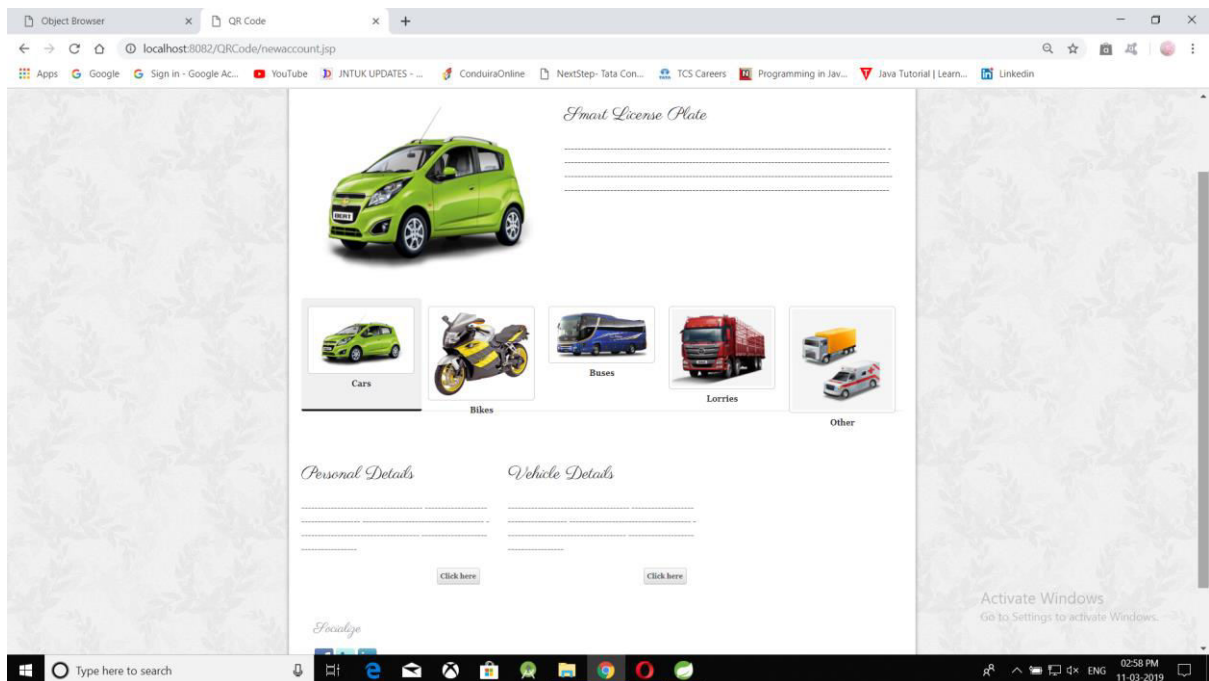 Object Browser
QR Code
localhost:8082/QRCode/newaccount.jsp
Apps Google Sign in - Google Ac... YouTube JNTUK UPDATES - ... ConduiraOnline NextStep- Tata Con... TCS Careers Programming in Jav... Java Tutorial | Learn... Linkedin
Smart License Plate
Cars
Bikes
Buses
Lorries
Other
Personal Details
Vehicle Details
Click here
Click here
Activate Windows
Go to Settings to activate Windows.
Socialize
Type here to search
ENG
02:58 PM
11-03-2019